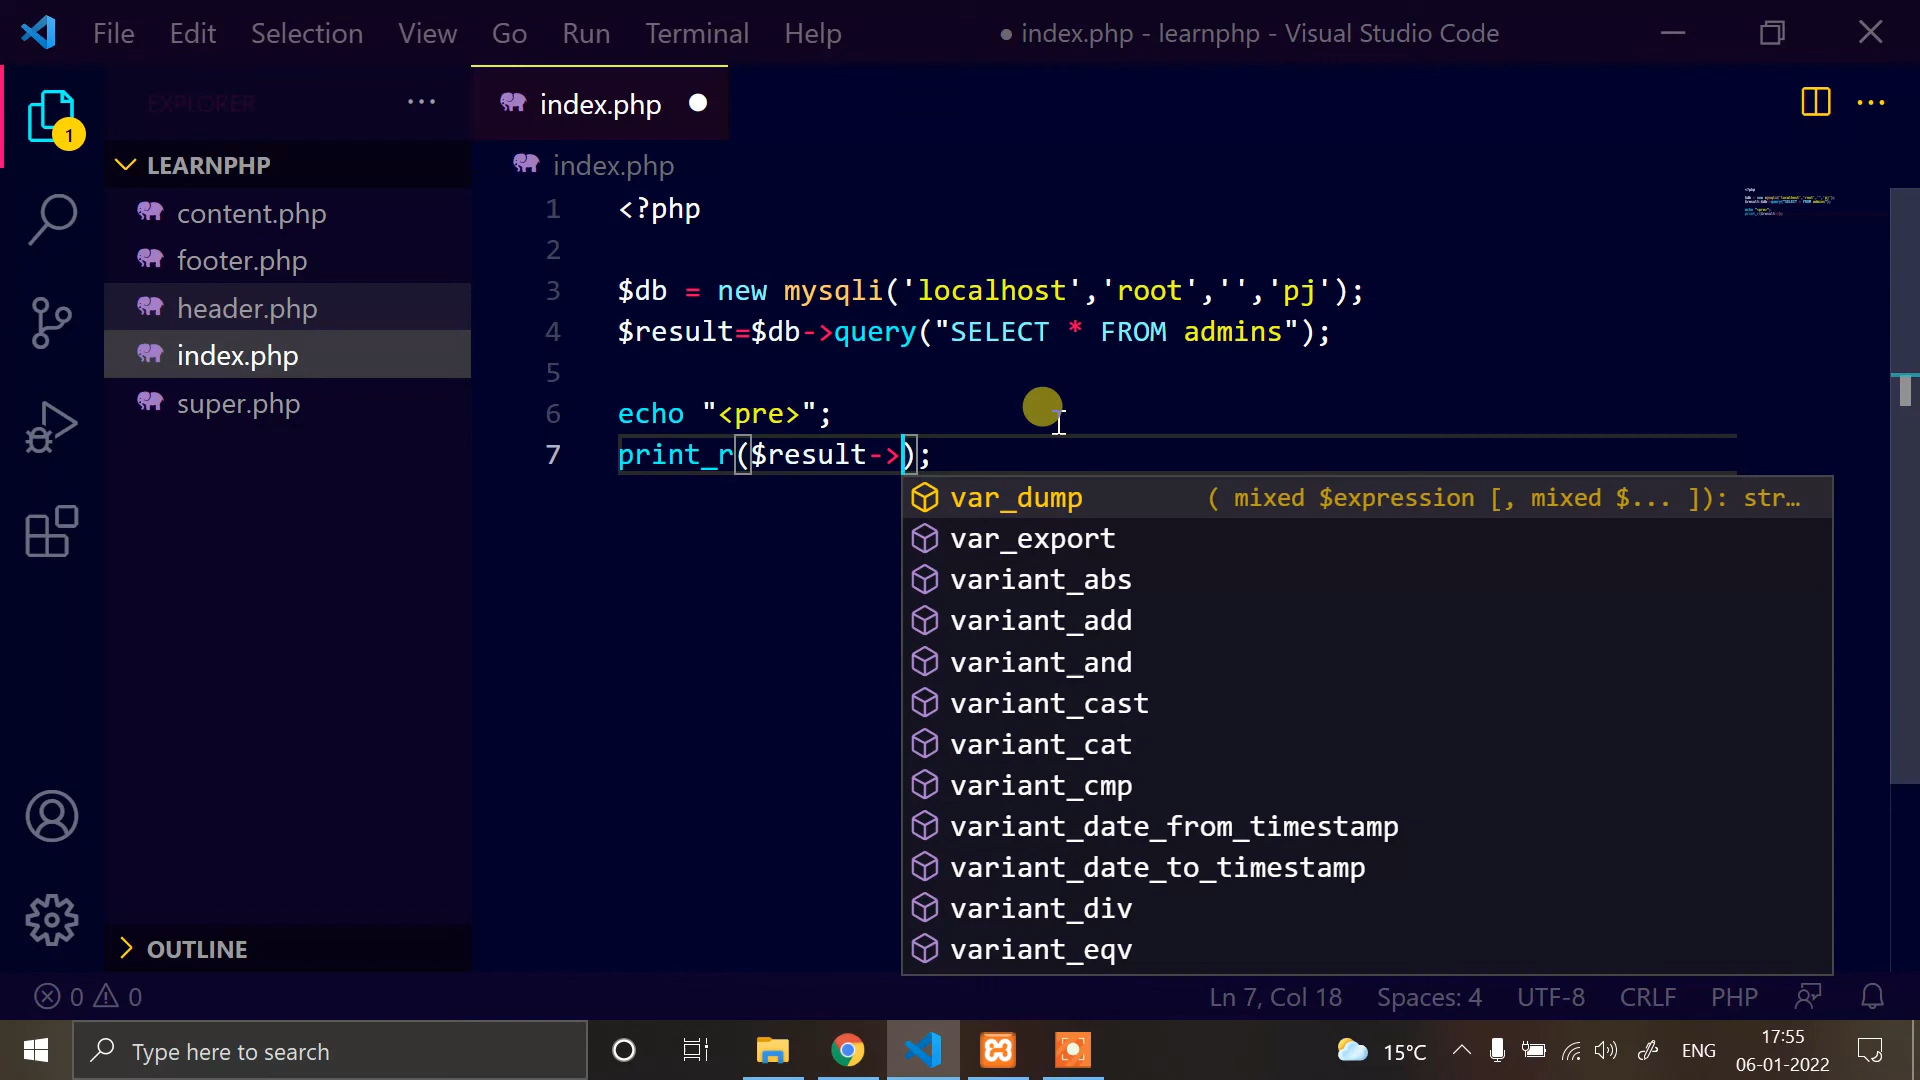 File Edit Selection View Go Run Terminal Help ● index.php - learnphp - Visual Studio Code
EXPLORER ···
index.php
1
LEARNPHP
index.php
content.php
footer.php
header.php
index.php
super.php
1 <?php
2
3 $db = new mysqli('localhost','root','','pj');
4 $result=$db->query("SELECT * FROM admins");
5
6 echo "<pre>";
7 print_r($result->);
var_dump ( mixed $expression [, mixed $... ]): str…
var_export
variant_abs
variant_add
variant_and
variant_cast
variant_cat
variant_cmp
variant_date_from_timestamp
variant_date_to_timestamp
variant_div
variant_eqv
OUTLINE
0 0 Ln 7, Col 18 Spaces: 4 UTF-8 CRLF PHP
Type here to search 15°C ENG 17:55
06-01-2022